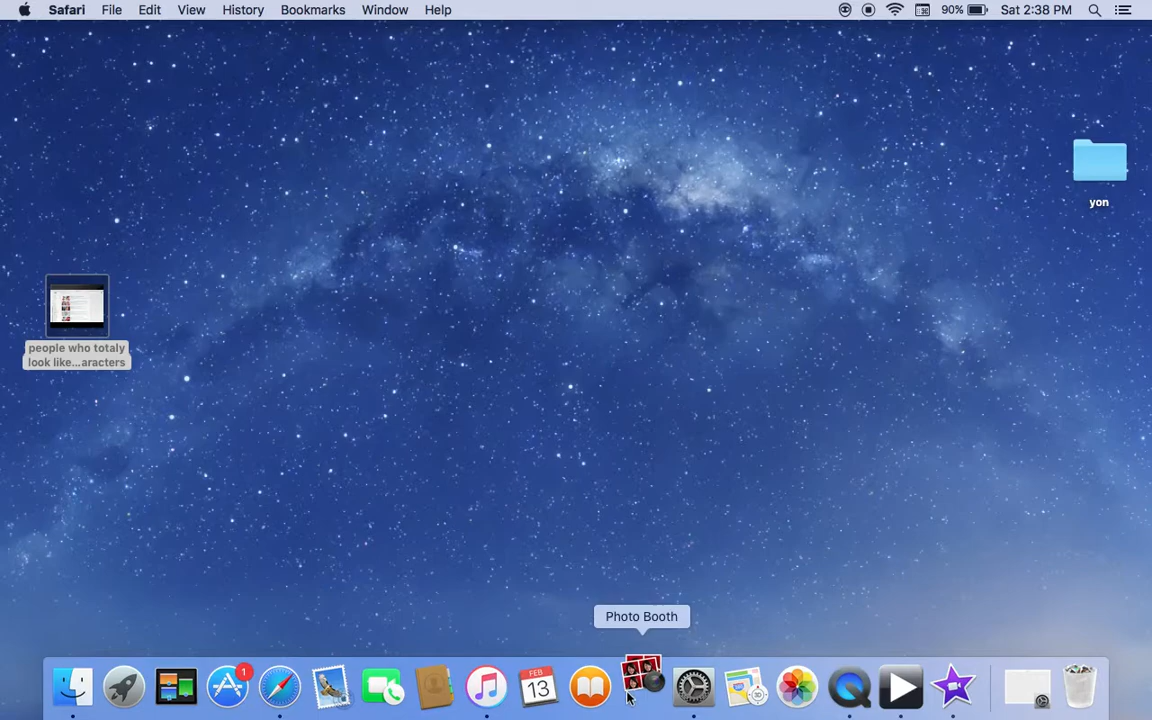 Safari File Edit View History Bookmarks Window Help 90% Sat 2:38 PM
yon
people who totaly
look like...aracters
Photo Booth
1
FEB
13